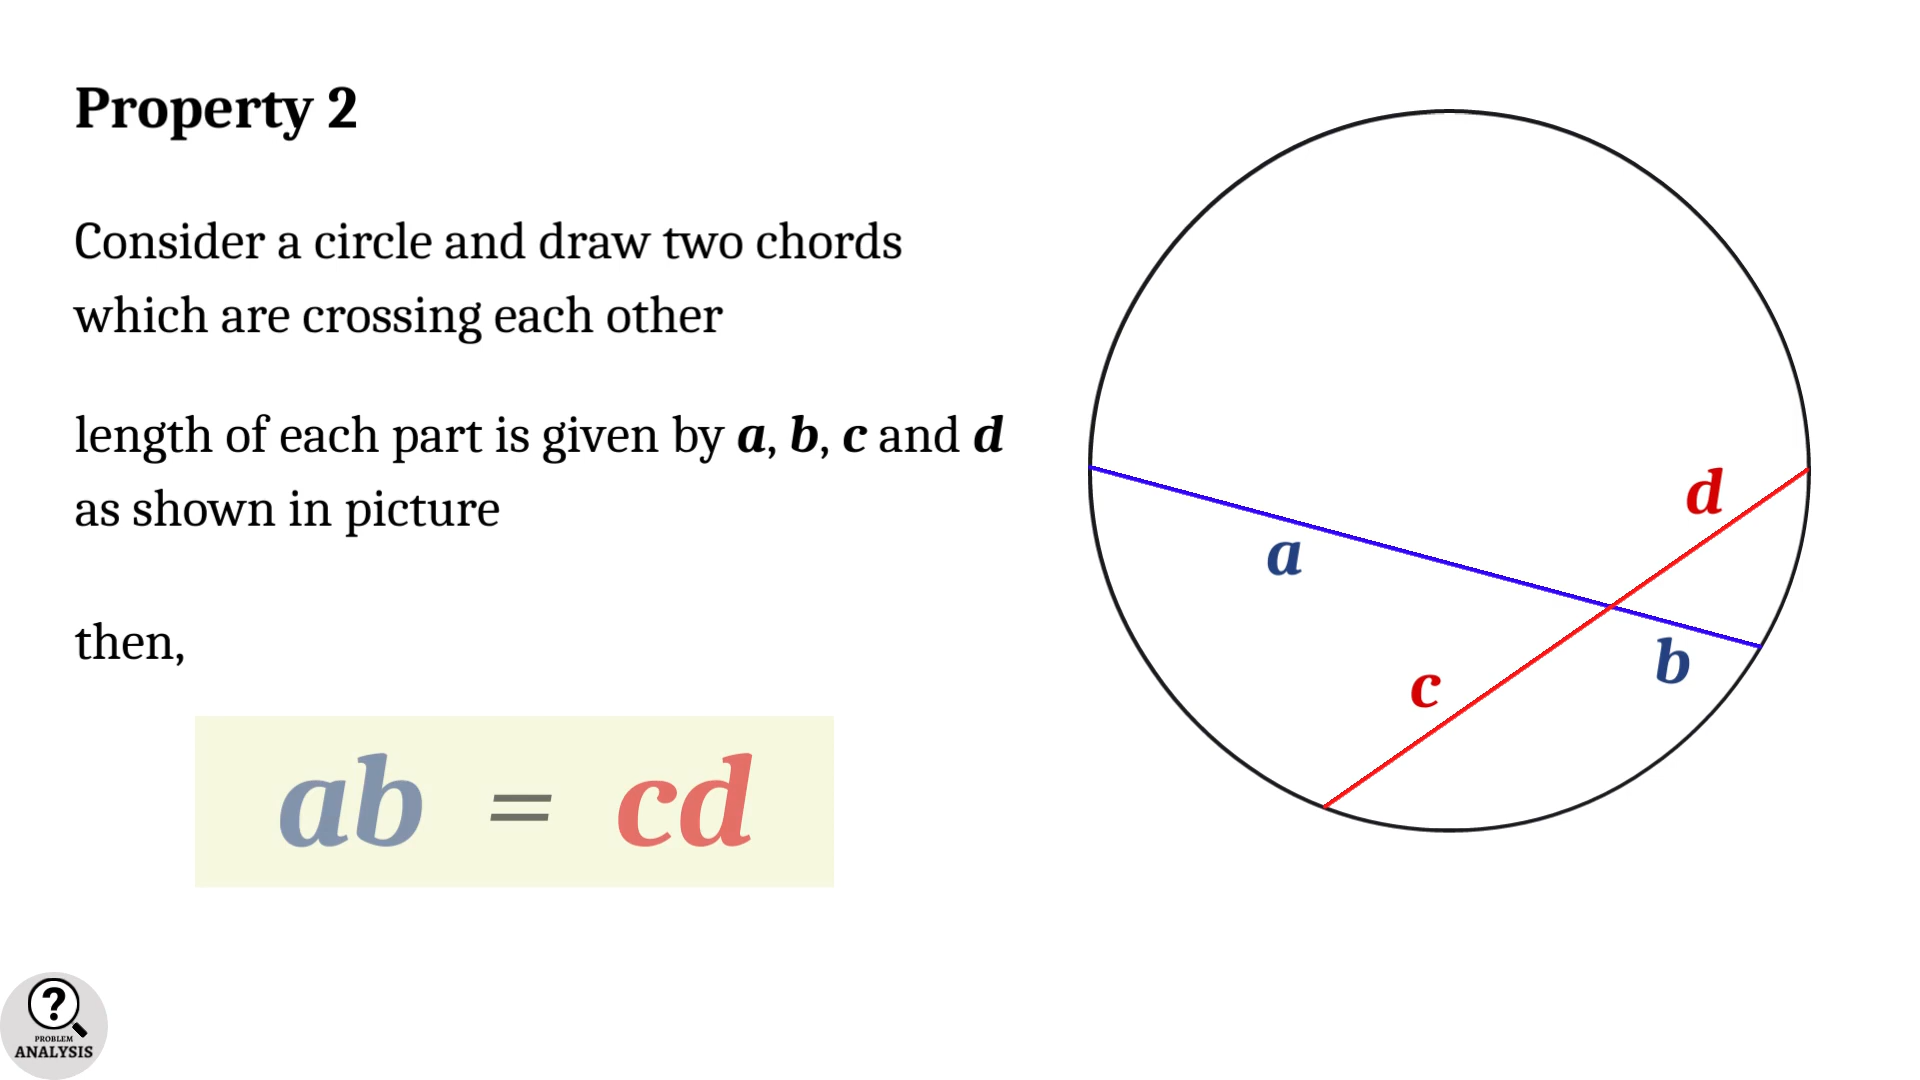 Property 2
Consider a circle and draw two chords
which are crossing each other
length of each part is given by a, b, c and d
as shown in picture
then,
ab = cd
d
a
b
c
?
PROBLEM
ANALYSIS